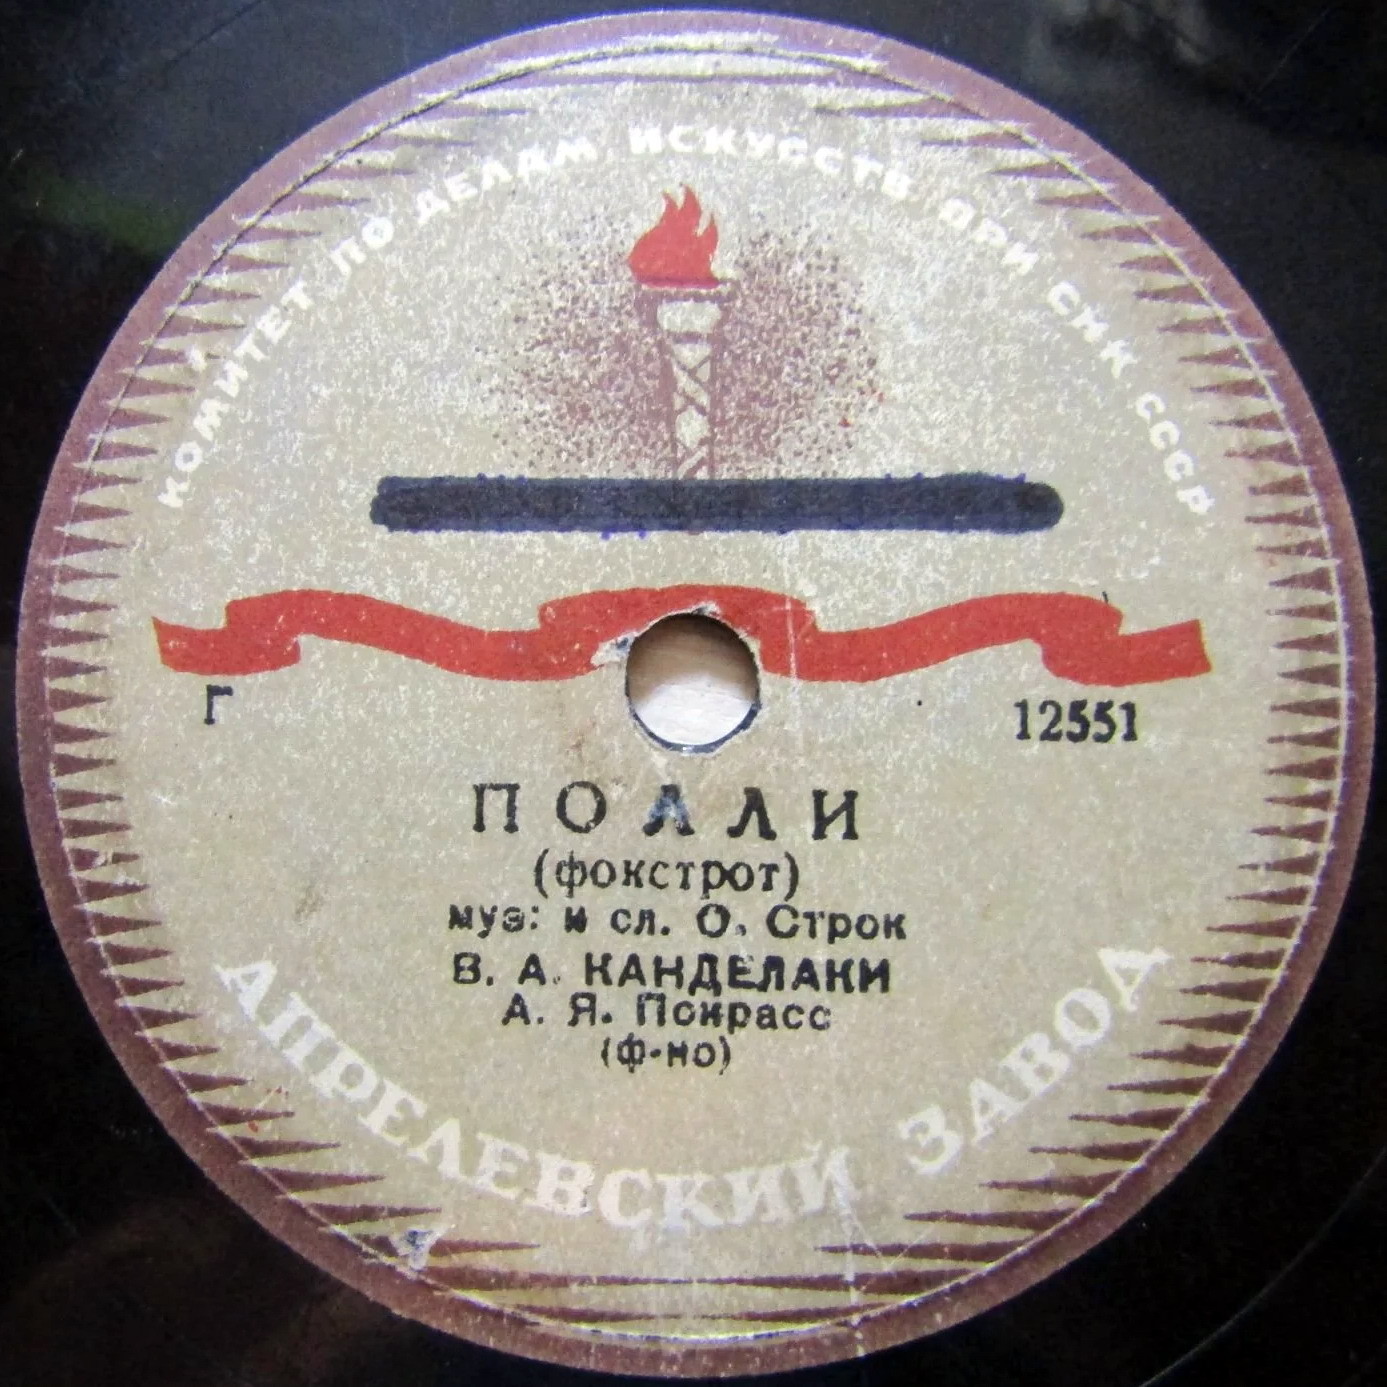 КОМИТЕТ ПО ДЕЛАМ ИСКУССТВ ПРИ СНК СССР
Г
12551
ПОЛЛИ
(фокстрот)
муз. и сл. О. Строк
В. А. КАНДЕЛАКИ
А. Я. Покрасс
(ф-но)
АПРЕЛЕВСКИЙ ЗАВОД